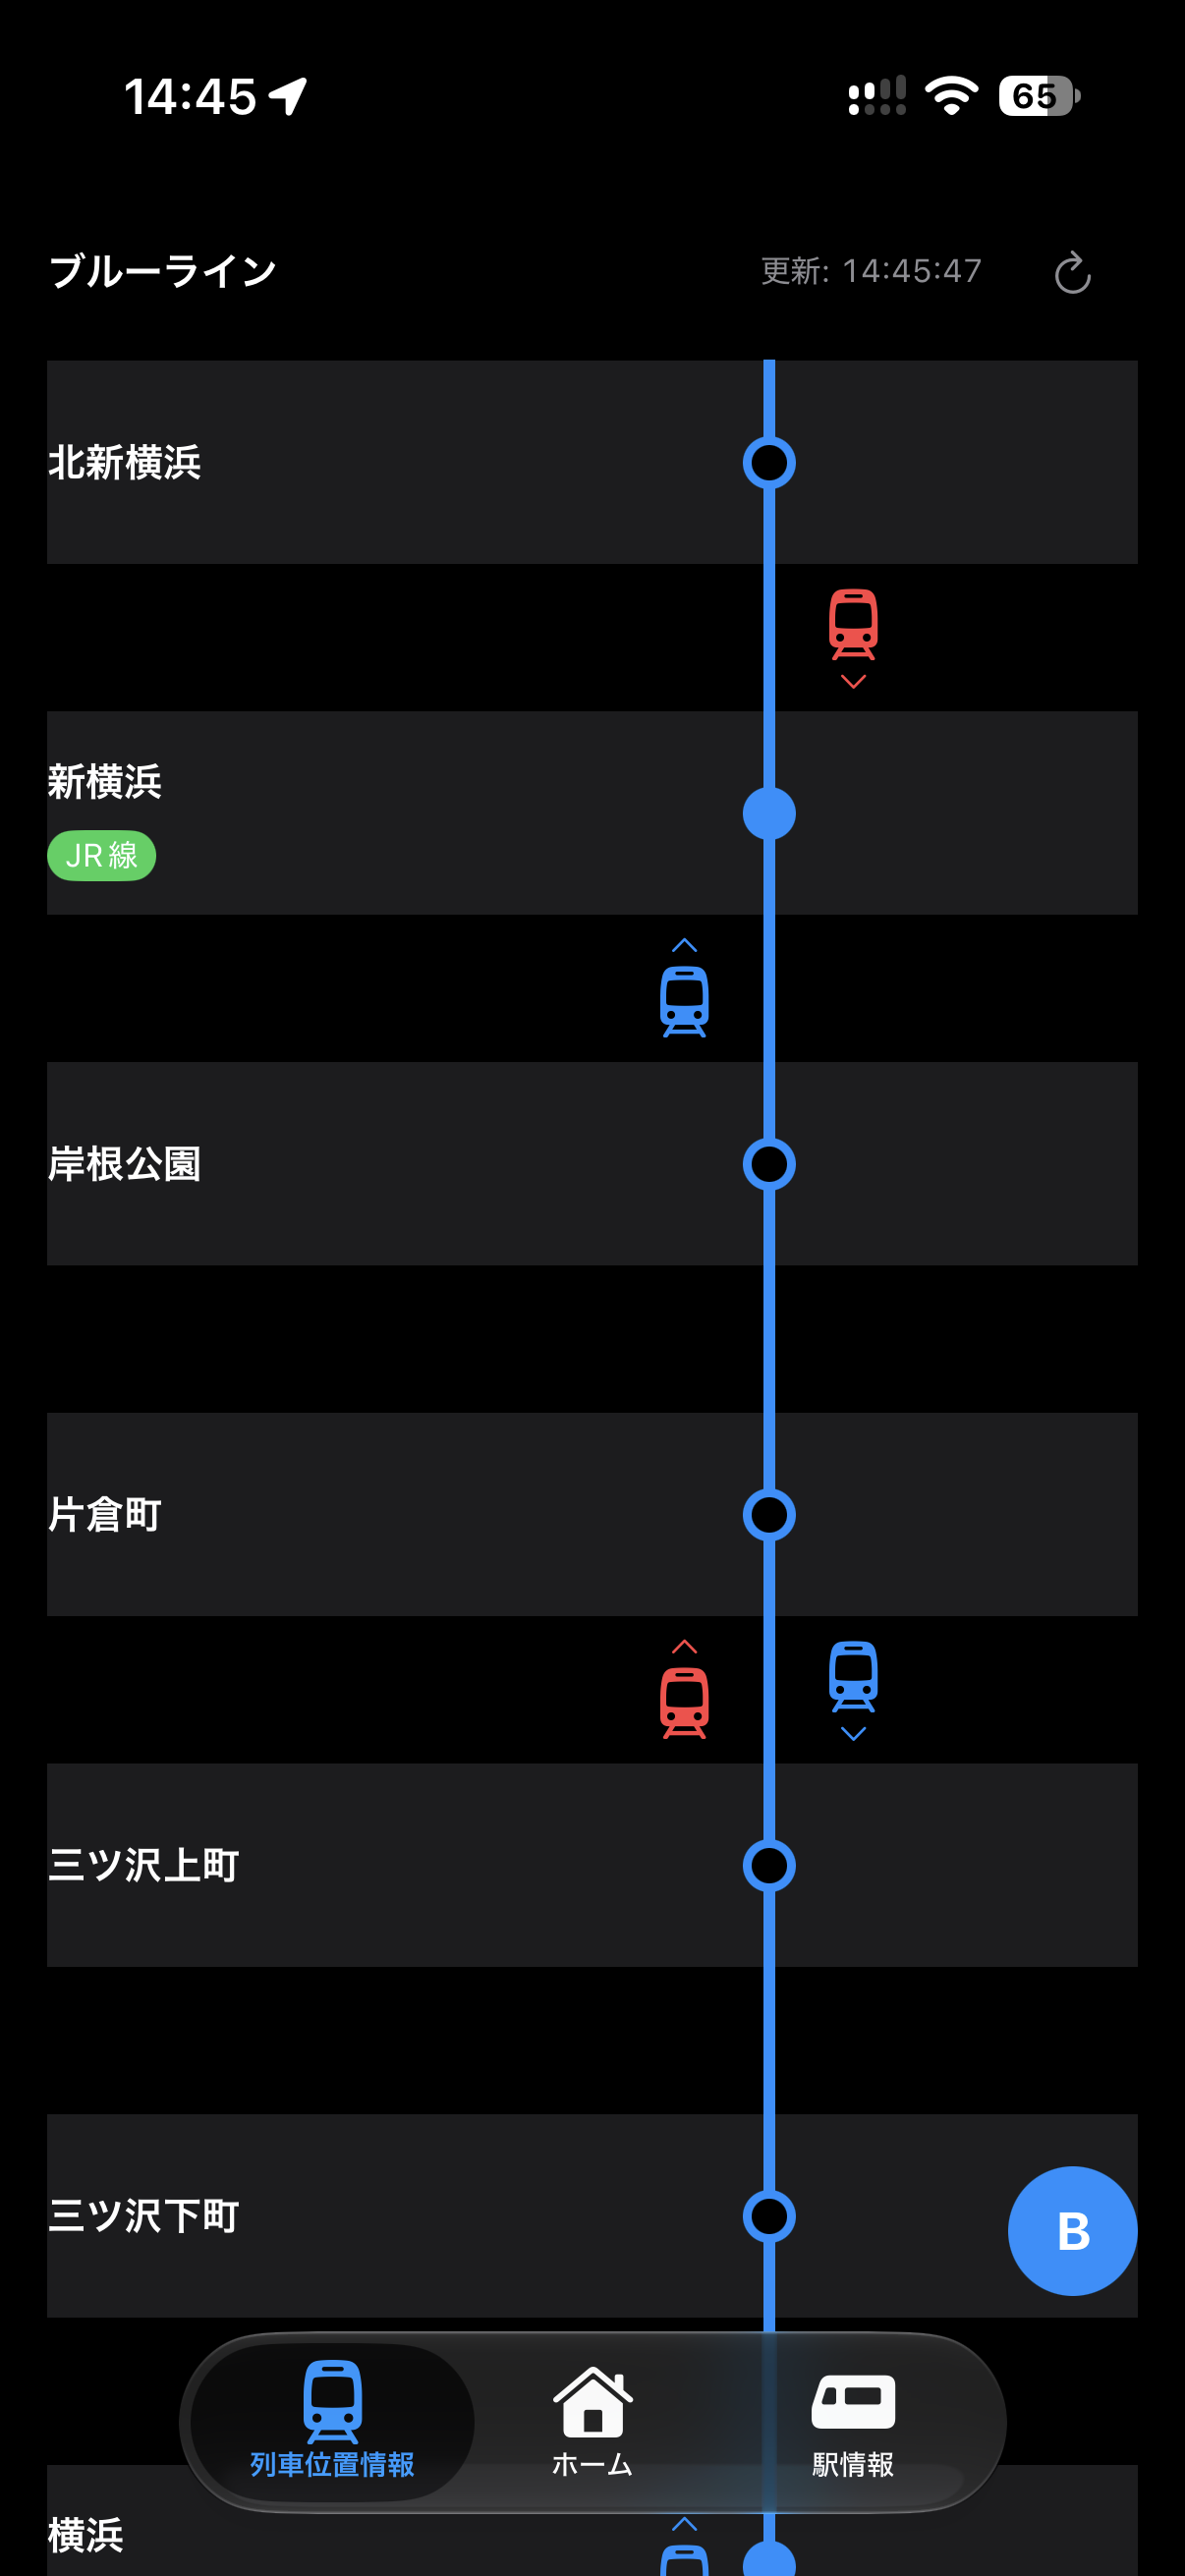 14:45
65
ブルーライン
更新: 14:45:47
北新横浜
新横浜
JR線
岸根公園
片倉町
三ツ沢上町
三ツ沢下町
B
列車位置情報
ホーム
駅情報
横浜